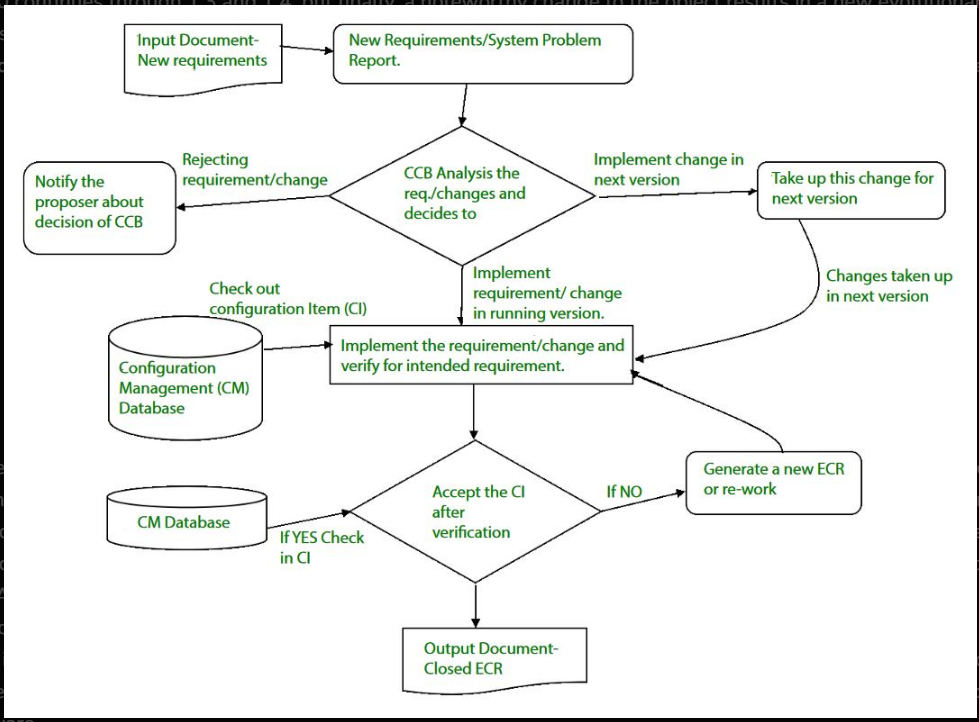 Input Document-
New requirements
New Requirements/System Problem
Report.
Rejecting
requirement/change
CCB Analysis the
req./changes and
decides to
Implement change in
next version
Notify the
proposer about
decision of CCB
Take up this change for
next version
Implement
requirement/ change
in running version.
Changes taken up
in next version
Check out
configuration Item (CI)
Configuration
Management (CM)
Database
Implement the requirement/change and
verify for intended requirement.
Accept the CI
after
verification
If NO
Generate a new ECR
or re-work
CM Database
If YES Check
in CI
Output Document-
Closed ECR